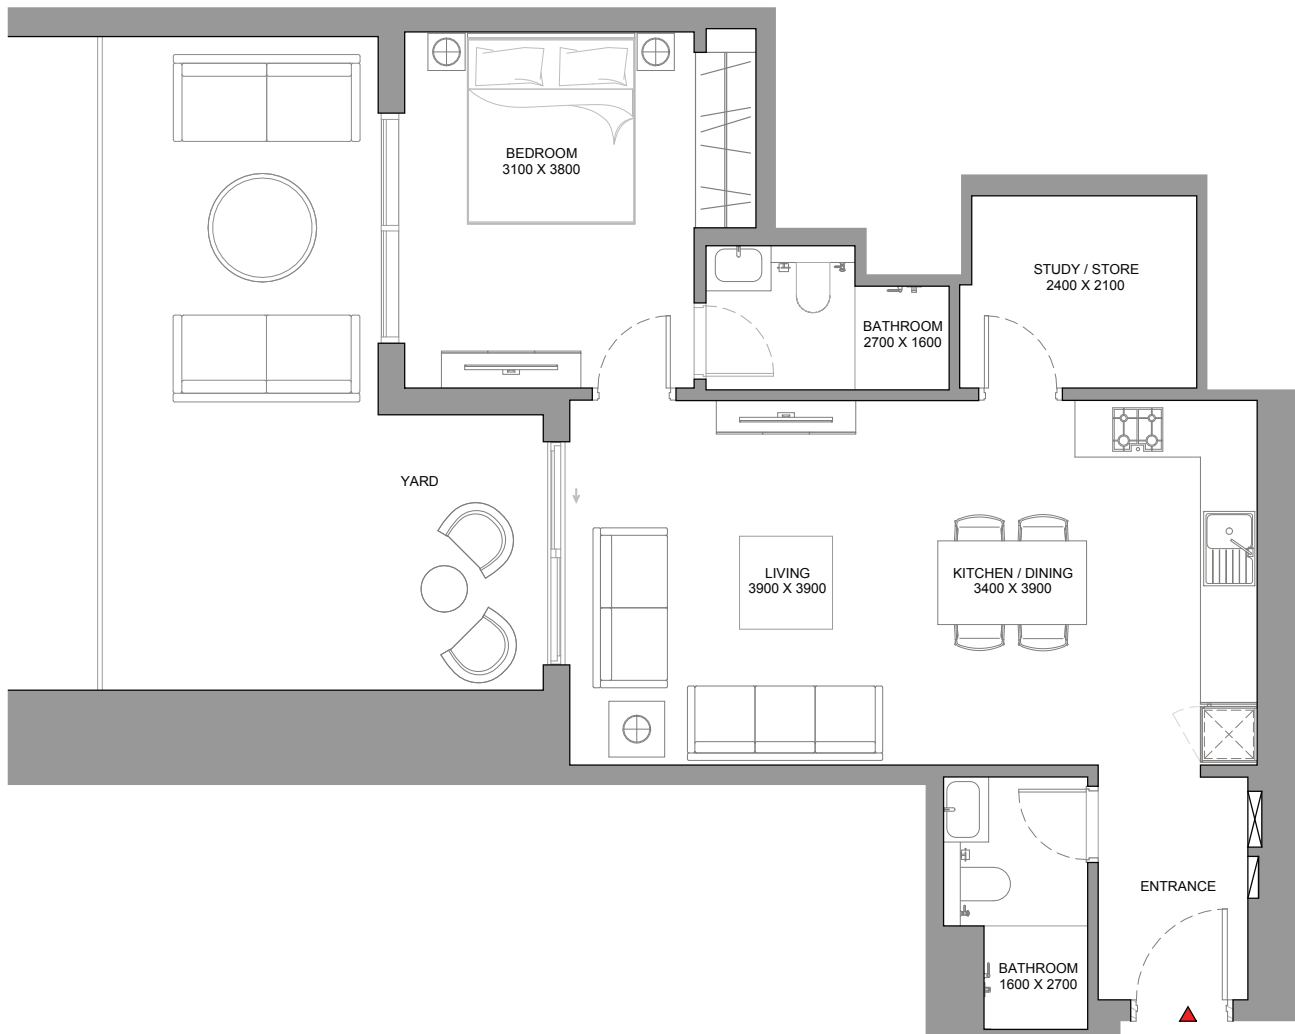 BEDROOM
3100 X 3800
STUDY / STORE
2400 X 2100
BATHROOM
2700 X 1600
YARD
LIVING
3900 X 3900
KITCHEN / DINING
3400 X 3900
ENTRANCE
BATHROOM
1600 X 2700